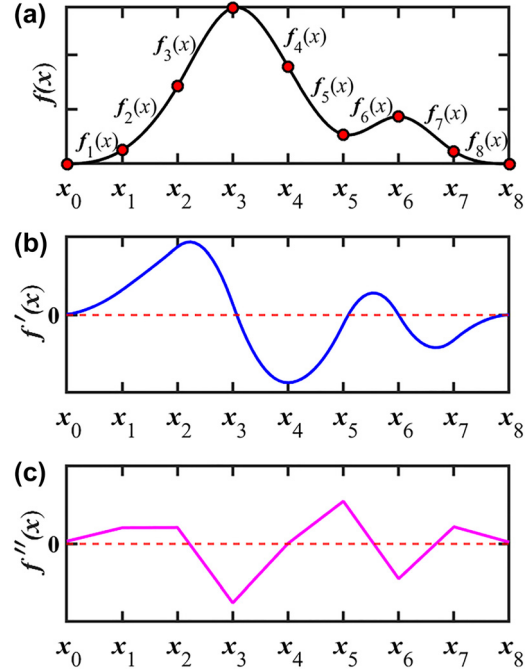 (a)
f(x)
f₁(x)
f₂(x)
f₃(x)
f₄(x)
f₅(x)
f₆(x)
f₇(x)
f₈(x)
x₀ x₁ x₂ x₃ x₄ x₅ x₆ x₇ x₈
(b)
f′(x)
0
x₀ x₁ x₂ x₃ x₄ x₅ x₆ x₇ x₈
(c)
f″(x)
0
x₀ x₁ x₂ x₃ x₄ x₅ x₆ x₇ x₈